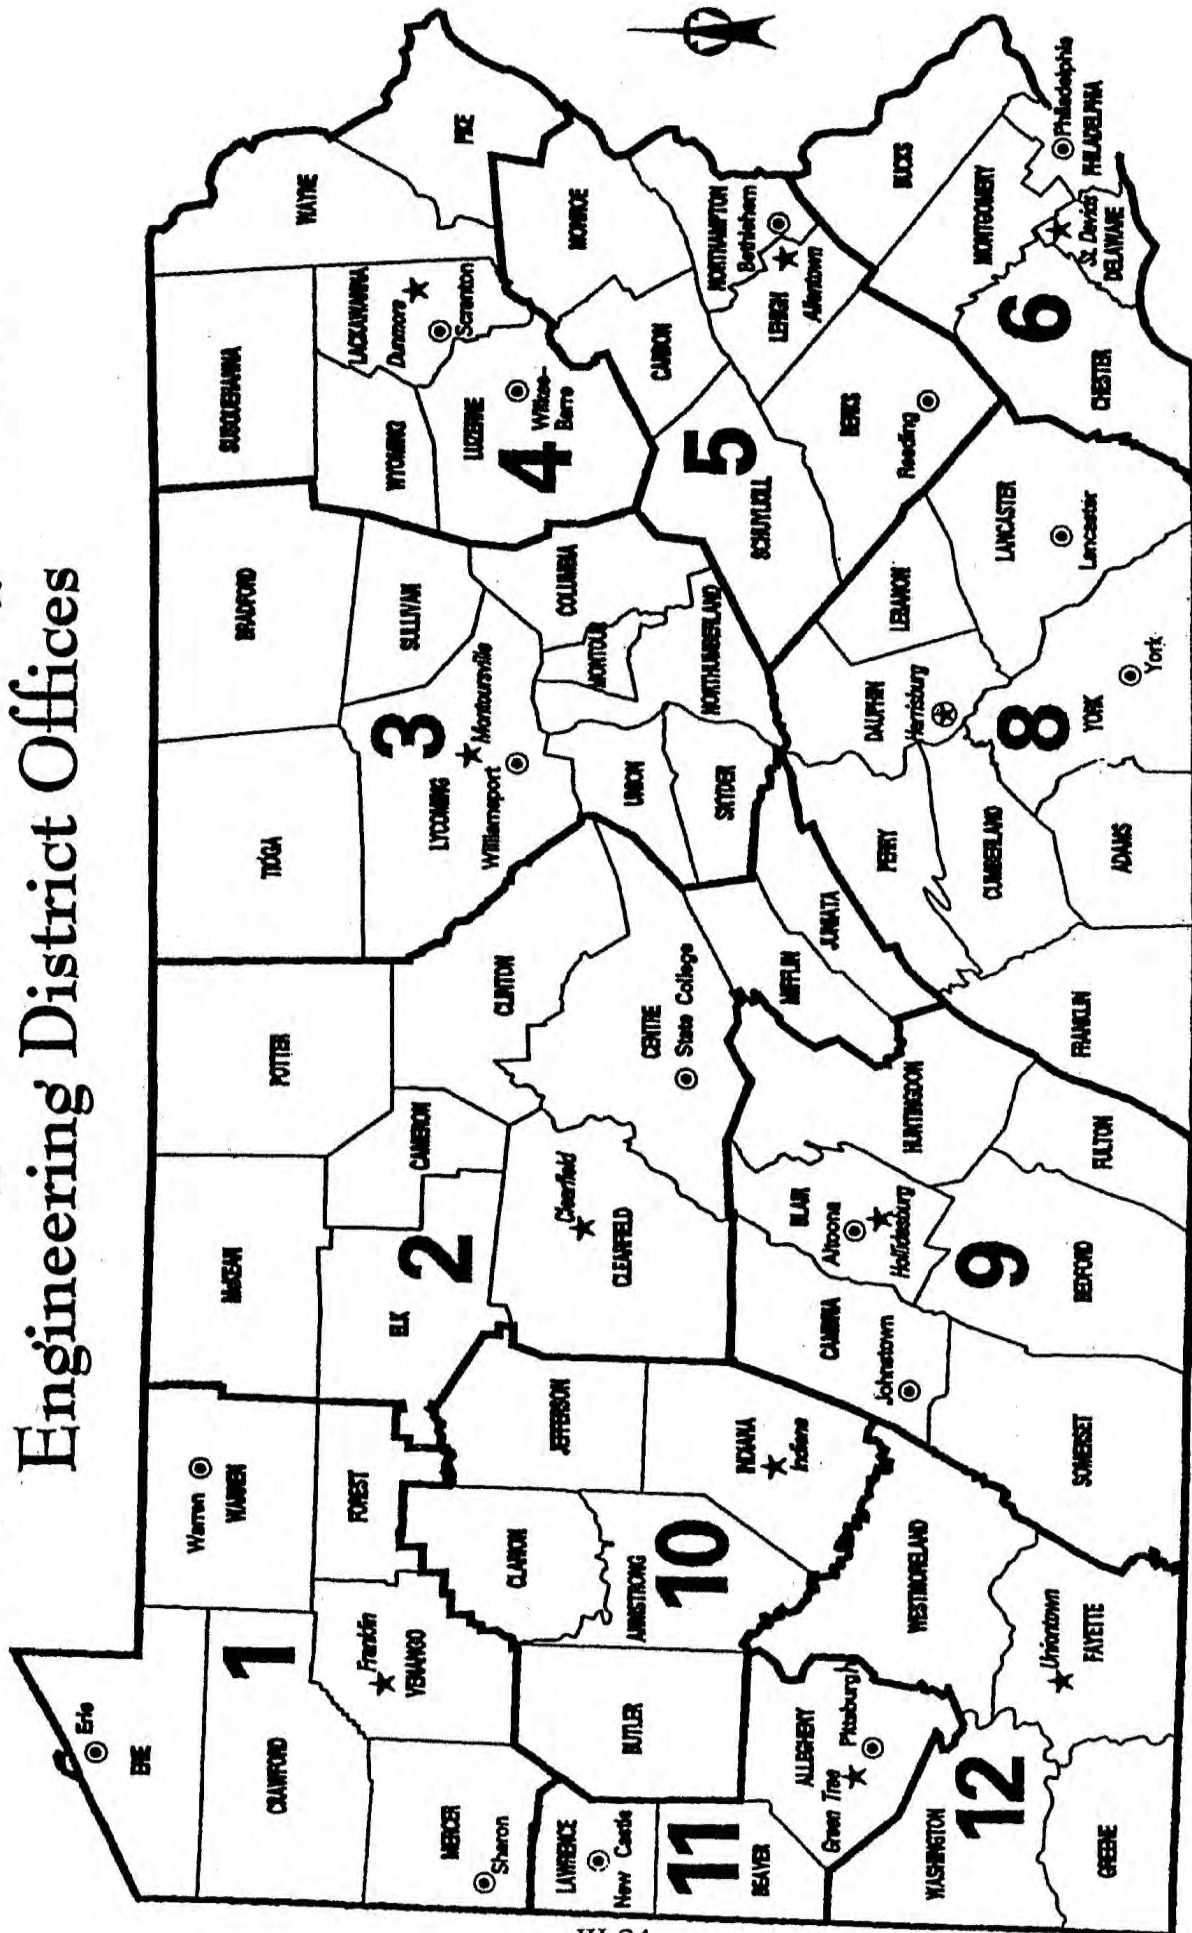 Engineering District Offices
Erie
ERIE
1
CRAWFORD
Warren
WARREN
FOREST
Franklin
VENANGO
MERCER
Sharon
McKEAN
POTTER
2
ELK
CAMERON
CLINTON
Clearfield
CLEARFIELD
CENTRE
State College
MIFFLIN
JUNIATA
TIOGA
BRADFORD
3
SULLIVAN
LYCOMING
Montoursville
Williamsport
COLUMBIA
MONTOUR
NORTHUMBERLAND
UNION
SNYDER
SUSQUEHANNA
WAYNE
WYOMING
LACKAWANNA
Dunmore
Scranton
PIKE
LUZERNE
4
Wilkes-
Barre
MONROE
CARBON
5
SCHUYLKILL
NORTHAMPTON
Bethlehem
LEHIGH
Allentown
BERKS
Reading
BUCKS
MONTGOMERY
6
CHESTER
St. Davids
DELAWARE
Philadelphia
PHILADELPHIA
DAUPHIN
Harrisburg
LEBANON
LANCASTER
Lancaster
PERRY
CUMBERLAND
8
YORK
York
ADAMS
FRANKLIN
HUNTINGDON
BLAIR
Altoona
Hollidaysburg
CAMBRIA
Johnstown
9
FULTON
BEDFORD
SOMERSET
JEFFERSON
CLARION
INDIANA
Indiana
ARMSTRONG
10
BUTLER
LAWRENCE
New Castle
11
BEAVER
ALLEGHENY
Green Tree
Pittsburgh
WESTMORELAND
12
WASHINGTON
Uniontown
FAYETTE
GREENE